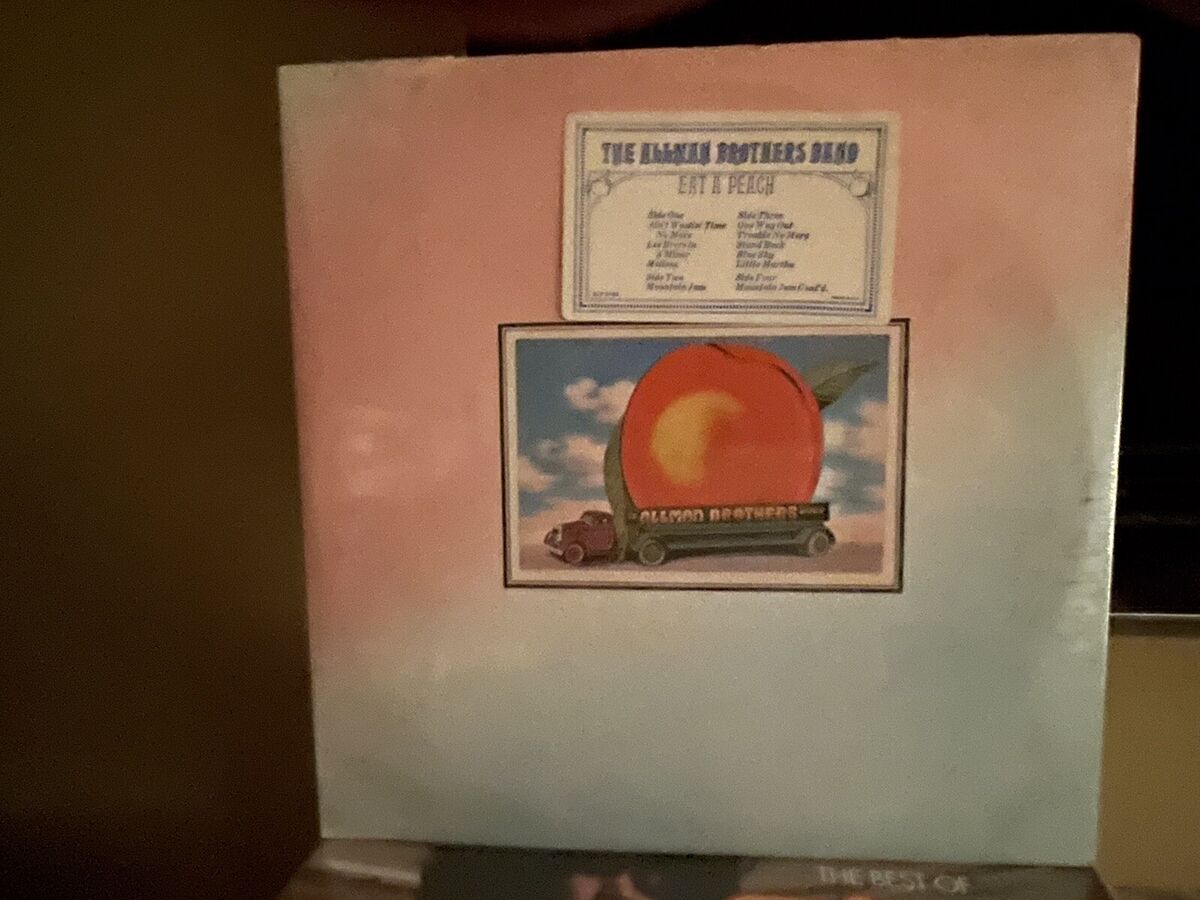 THE ALLMAN BROTHERS BAND
EAT A PEACH
Side One
Ain't Wastin' Time
No More
Les Brers In
A Minor
Melissa
Side Two
Mountain Jam
Side Three
One Way Out
Trouble No More
Stand Back
Blue Sky
Little Martha
Side Four
Mountain Jam Cont'd.
ALLMAN BROTHERS
THE BEST OF